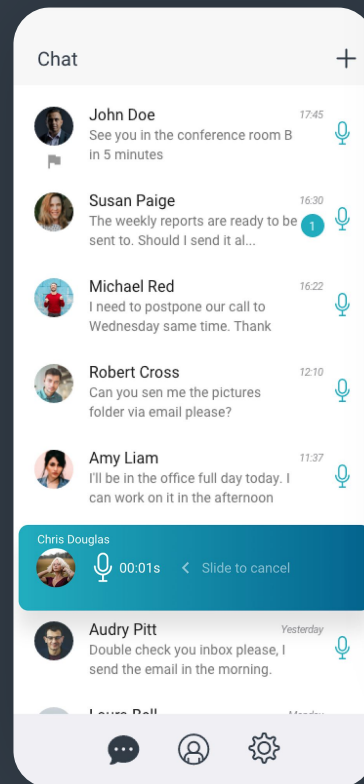 Chat
John Doe
17:45
See you in the conference room B
in 5 minutes
Susan Paige
16:30
The weekly reports are ready to be
sent to. Should I send it al...
1
Michael Red
16:22
I need to postpone our call to
Wednesday same time. Thank
Robert Cross
12:10
Can you sen me the pictures
folder via email please?
Amy Liam
11:37
I'll be in the office full day today. I
can work on it in the afternoon
Chris Douglas
00:01s
Slide to cancel
Audry Pitt
Yesterday
Double check you inbox please, I
send the email in the morning.
Laura Bell
Monday